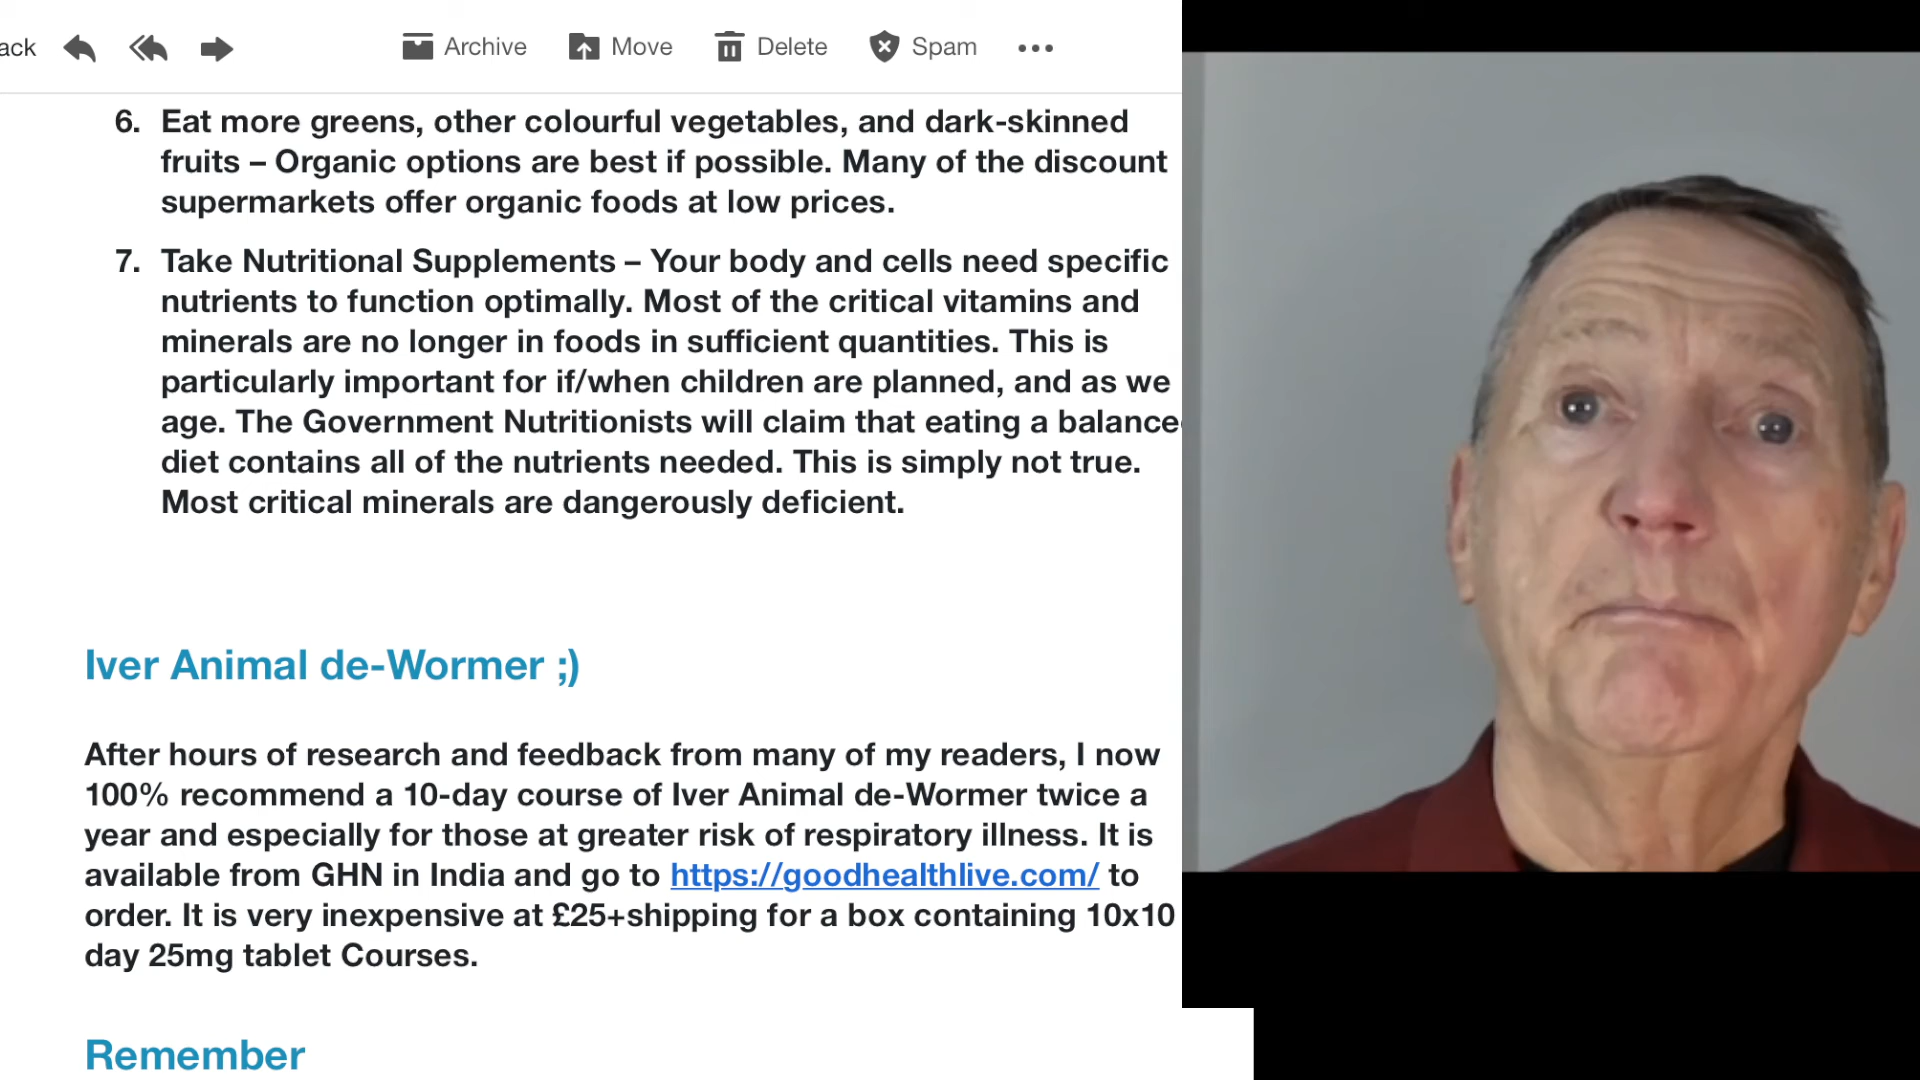 ack
Archive
Move
Delete
Spam
6. Eat more greens, other colourful vegetables, and dark-skinned
fruits – Organic options are best if possible. Many of the discount
supermarkets offer organic foods at low prices.
7. Take Nutritional Supplements – Your body and cells need specific
nutrients to function optimally. Most of the critical vitamins and
minerals are no longer in foods in sufficient quantities. This is
particularly important for if/when children are planned, and as we
age. The Government Nutritionists will claim that eating a balance
diet contains all of the nutrients needed. This is simply not true.
Most critical minerals are dangerously deficient.
Iver Animal de-Wormer ;)
After hours of research and feedback from many of my readers, I now
100% recommend a 10-day course of Iver Animal de-Wormer twice a
year and especially for those at greater risk of respiratory illness. It is
available from GHN in India and go to https://goodhealthlive.com/ to
order. It is very inexpensive at £25+shipping for a box containing 10x10
day 25mg tablet Courses.
Remember